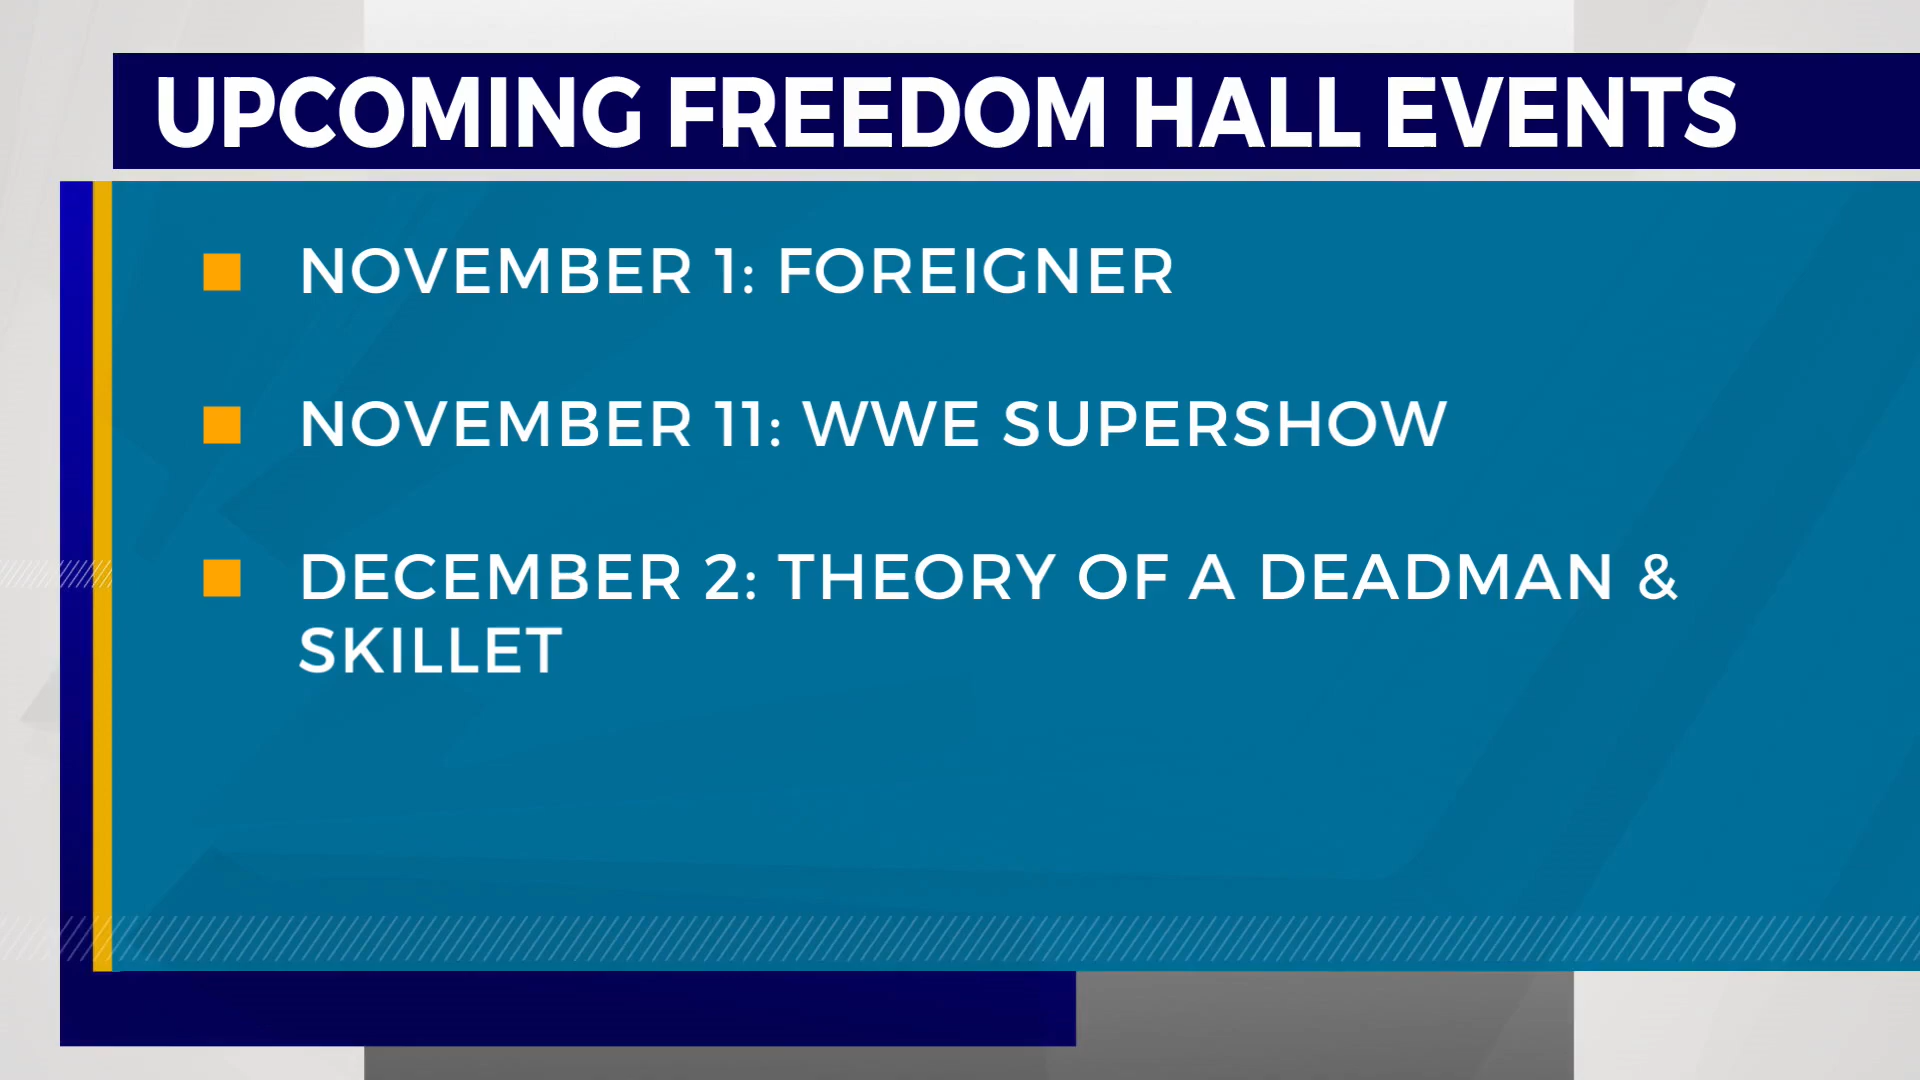 UPCOMING FREEDOM HALL EVENTS
NOVEMBER 1: FOREIGNER
NOVEMBER 11: WWE SUPERSHOW
DECEMBER 2: THEORY OF A DEADMAN &
SKILLET